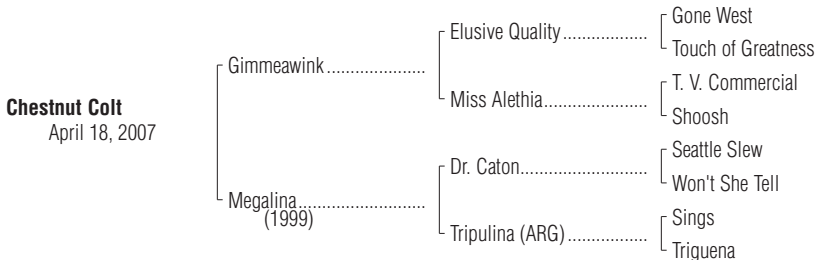 Gone West
Elusive Quality..................
Touch of Greatness
Gimmeawink.....................
T. V. Commercial
Miss Alethia......................
Shoosh
Chestnut Colt
April 18, 2007
Seattle Slew
Dr. Caton...........................
Won't She Tell
Megalina...........................
(1999)
Sings
Tripulina (ARG).................
Triguena